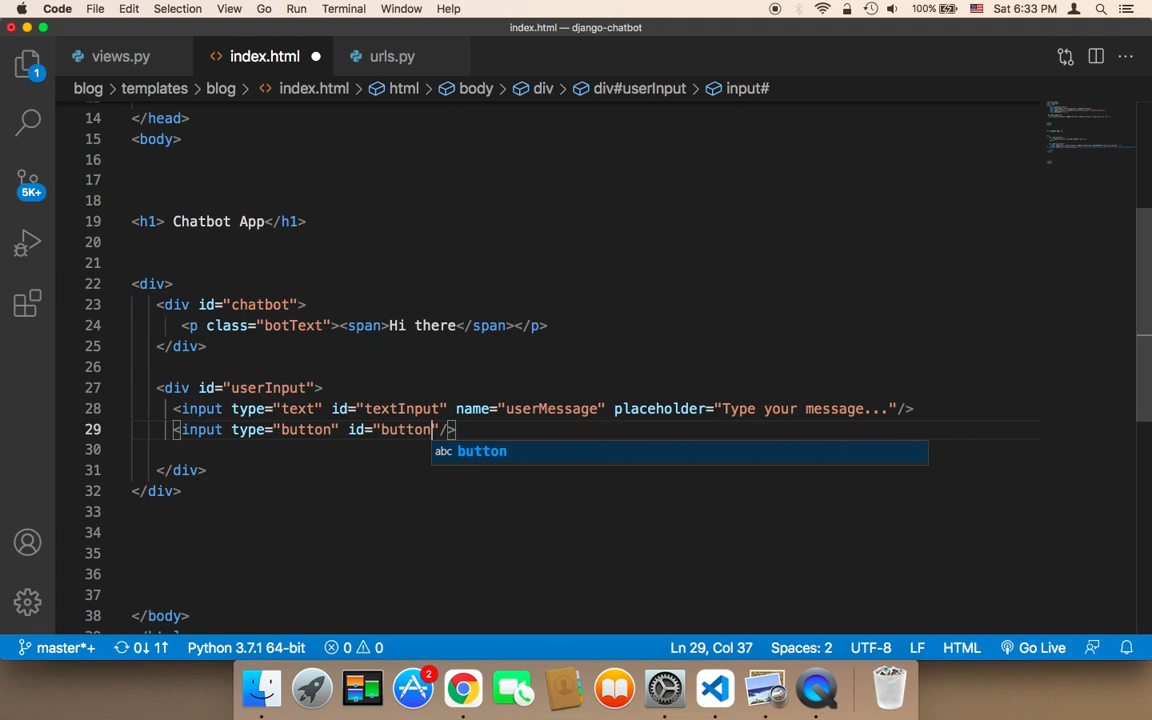 Code File Edit Selection View Go Run Terminal Window Help 100% Sat 6:33 PM
index.html — django-chatbot
views.py <> index.html urls.py
1
blog > templates > blog > <> index.html > html > body > div > div#userInput > input#
14 </head>
15 <body>
16
17
18
5K+
19 <h1> Chatbot App</h1>
20
21
22 <div>
23 <div id="chatbot">
24 <p class="botText"><span>Hi there</span></p>
25 </div>
26
27 <div id="userInput">
28 <input type="text" id="textInput" name="userMessage" placeholder="Type your message..."/>
29 <input type="button" id="button"/>
30 abc button
31 </div>
32 </div>
33
34
35
36
37
38 </body>
master*+ 0↓ 1↑ Python 3.7.1 64-bit 0 0 Ln 29, Col 37 Spaces: 2 UTF-8 LF HTML Go Live
2